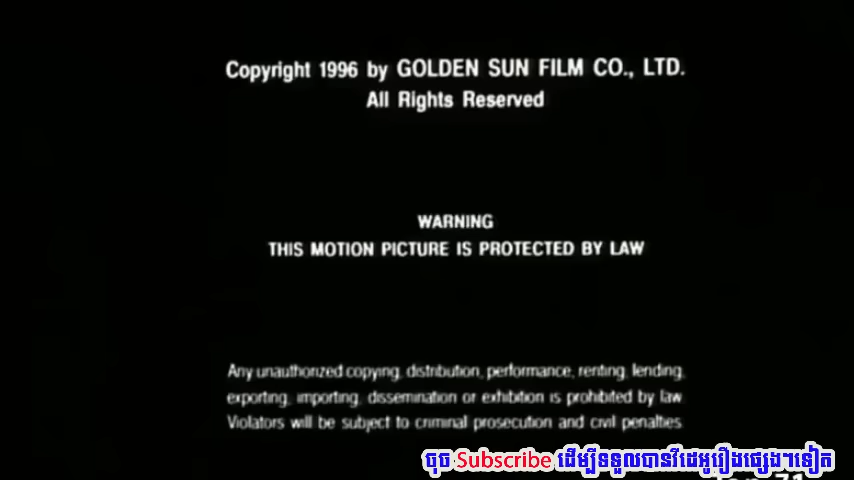 Copyright 1996 by GOLDEN SUN FILM CO., LTD.
All Rights Reserved
WARNING
THIS MOTION PICTURE IS PROTECTED BY LAW
Any unauthorized copying, distribution, performance, renting, lending,
exporting, importing, dissemination or exhibition is prohibited by law
Violators will be subject to criminal prosecution and civil penalties
ចុច Subscribe ដើម្បីទទួលបានវីដេអូរឿងផ្សេងៗទៀត